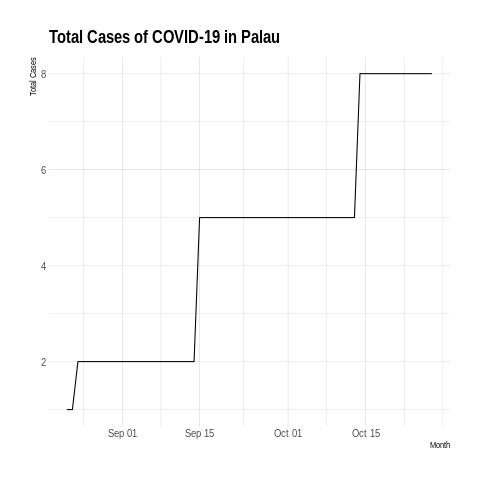 Total Cases of COVID-19 in Palau
Total Cases
8
6
4
2
Sep 01 Sep 15 Oct 01 Oct 15
Month